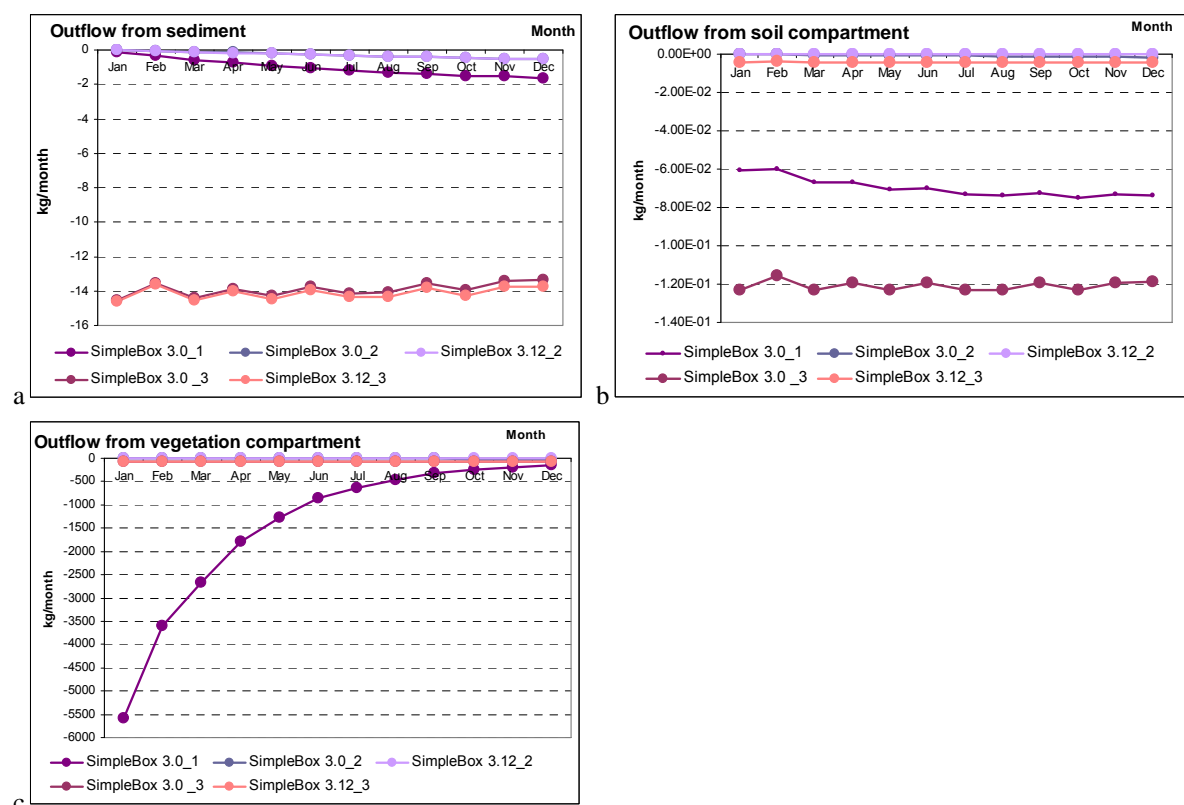 Outflow from sediment
Month
0
Jan Feb Mar Apr May Jun Jul Aug Sep Oct Nov Dec
-2
-4
-6
-8
-10
-12
-14
-16
kg/month
SimpleBox 3.0_1 SimpleBox 3.0_2 SimpleBox 3.12_2
SimpleBox 3.0 _3 SimpleBox 3.12_3
a
Outflow from soil compartment
Month
0.00E+00
Jan Feb Mar Apr May Jun Jul Aug Sep Oct Nov Dec
-2.00E-02
-4.00E-02
-6.00E-02
-8.00E-02
-1.00E-01
-1.20E-01
-1.40E-01
kg/month
SimpleBox 3.0_1 SimpleBox 3.0_2 SimpleBox 3.12_2
SimpleBox 3.0 _3 SimpleBox 3.12_3
b
Outflow from vegetation compartment
Month
0
Jan Feb Mar Apr May Jun Jul Aug Sep Oct Nov Dec
-500
-1000
-1500
-2000
-2500
-3000
-3500
-4000
-4500
-5000
-5500
-6000
kg/month
SimpleBox 3.0_1 SimpleBox 3.0_2 SimpleBox 3.12_2
SimpleBox 3.0 _3 SimpleBox 3.12_3
c